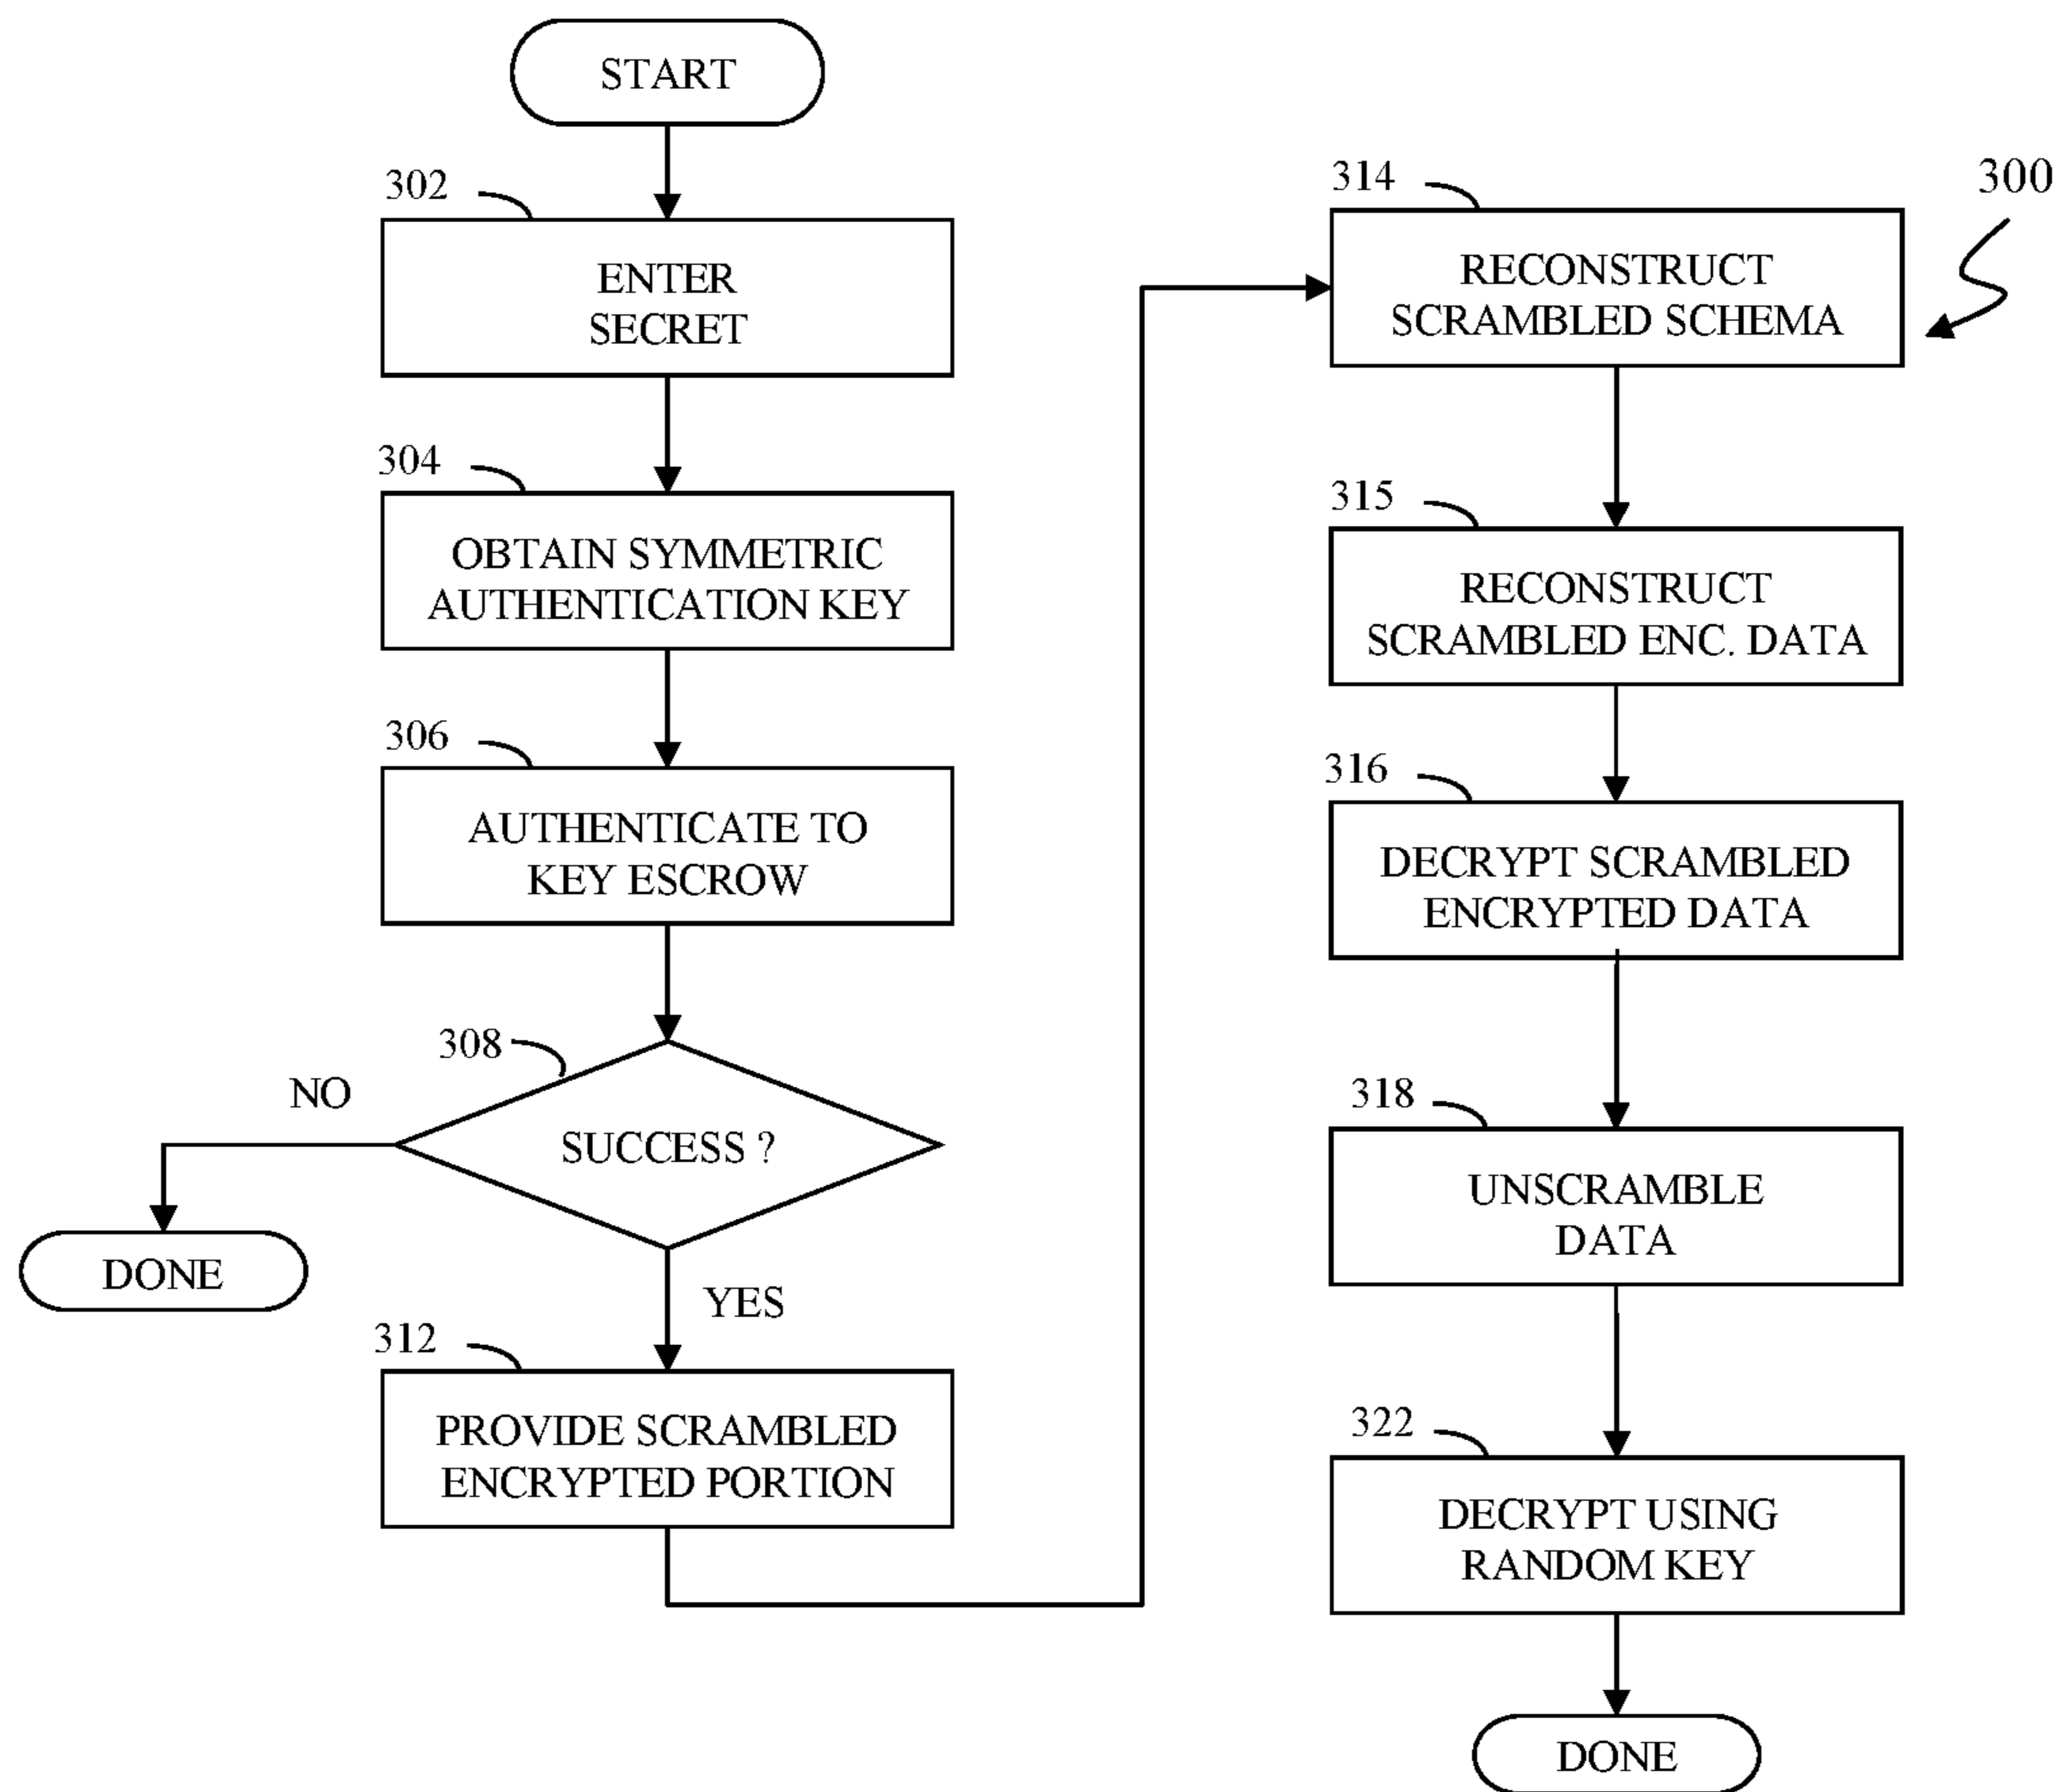 START
302
ENTER
SECRET
304
OBTAIN SYMMETRIC
AUTHENTICATION KEY
306
AUTHENTICATE TO
KEY ESCROW
308
NO
SUCCESS ?
DONE
YES
312
PROVIDE SCRAMBLED
ENCRYPTED PORTION
314
300
RECONSTRUCT
SCRAMBLED SCHEMA
315
RECONSTRUCT
SCRAMBLED ENC. DATA
316
DECRYPT SCRAMBLED
ENCRYPTED DATA
318
UNSCRAMBLE
DATA
322
DECRYPT USING
RANDOM KEY
DONE